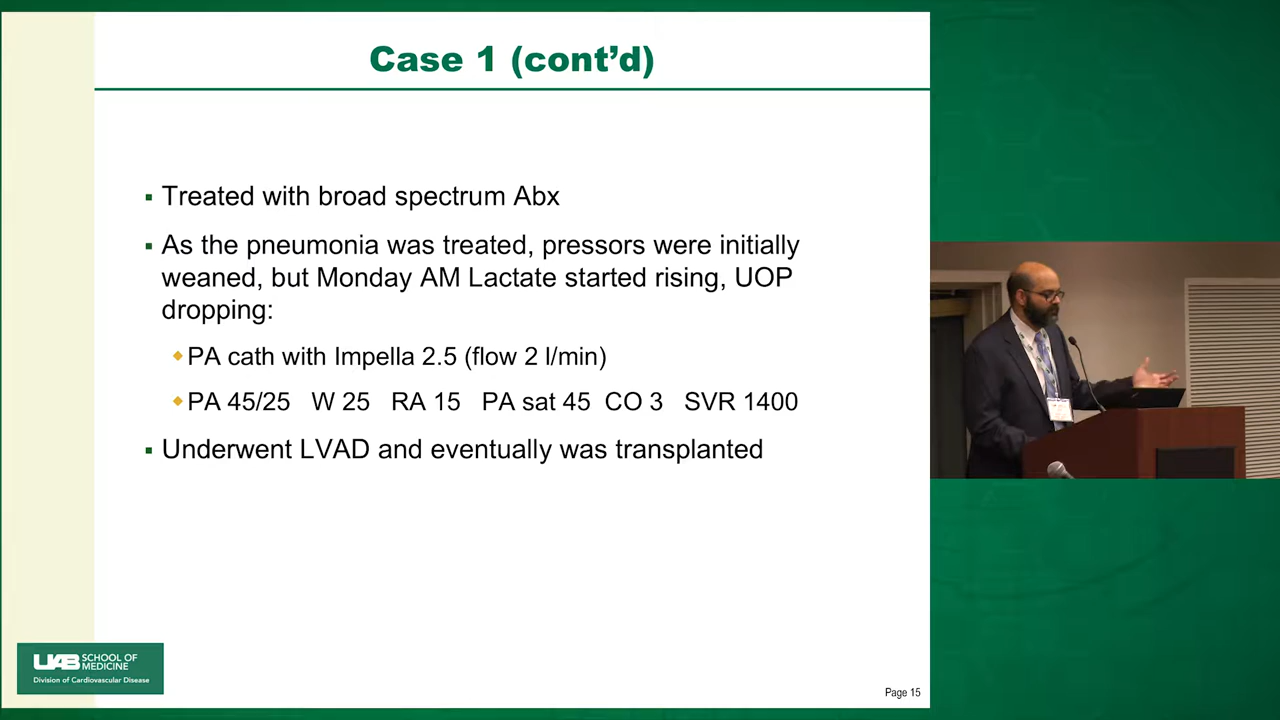 Case 1 (cont’d)
▪ Treated with broad spectrum Abx
▪ As the pneumonia was treated, pressors were initially
weaned, but Monday AM Lactate started rising, UOP
dropping:
◆PA cath with Impella 2.5 (flow 2 l/min)
◆PA 45/25 W 25 RA 15 PA sat 45 CO 3 SVR 1400
▪ Underwent LVAD and eventually was transplanted
UAB SCHOOL OF
MEDICINE
Division of Cardiovascular Disease
Page 15